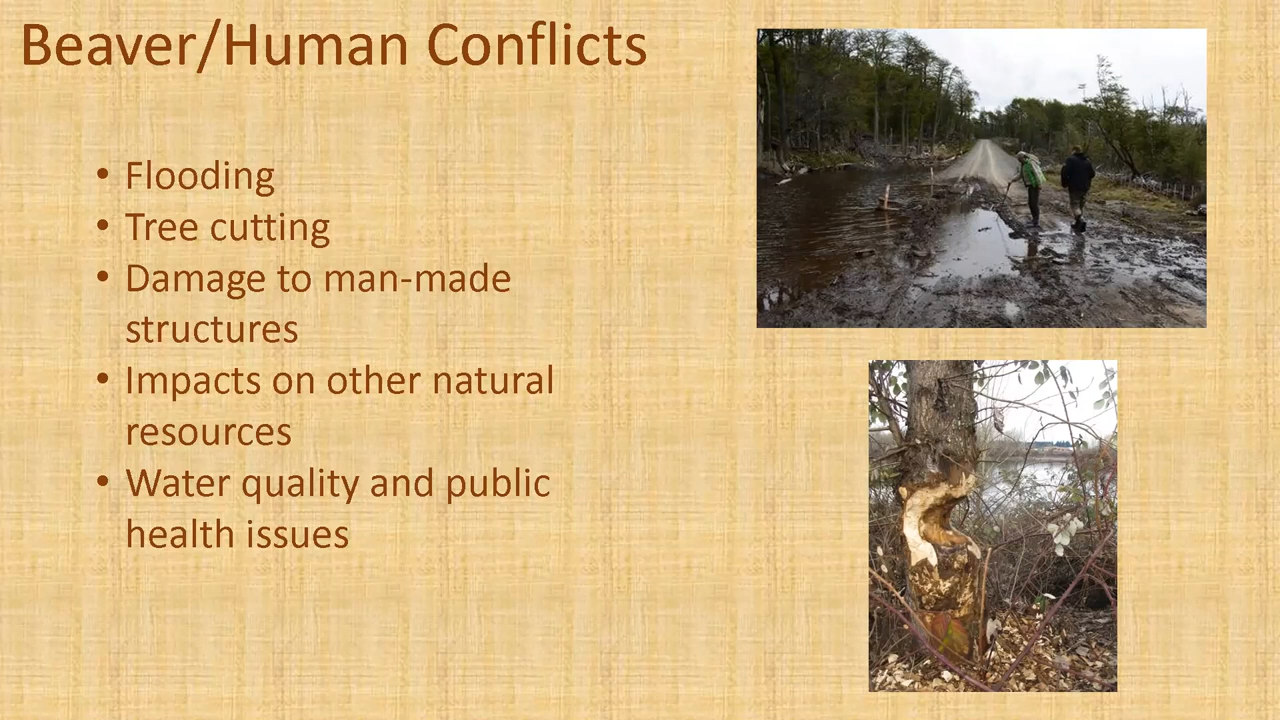 Beaver/Human Conflicts
• Flooding
• Tree cutting
• Damage to man-made
structures
• Impacts on other natural
resources
• Water quality and public
health issues